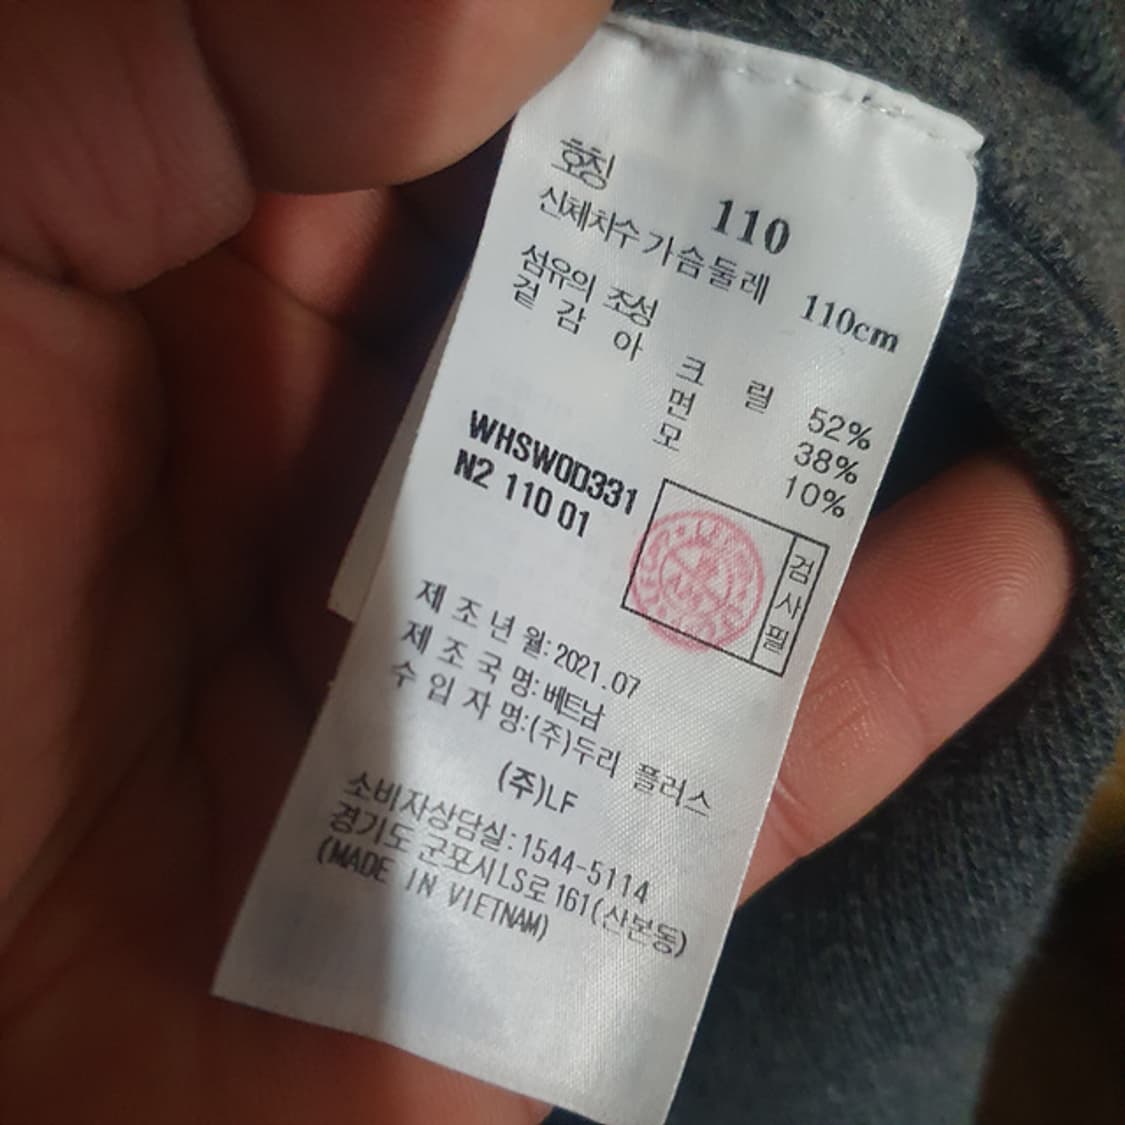 호칭 110
신체치수 가슴둘레 110cm
섬유의 조성
겉감 아크릴 52%
면 38%
모 10%
WHSW0D331
N2 110 01
검사필
제조년월: 2021.07
제조국명: 베트남
수입자명:(주)두리 플러스
(주)LF
소비자상담실: 1544-5114
경기도 군포시 LS로 161(산본동)
(MADE IN VIETNAM)